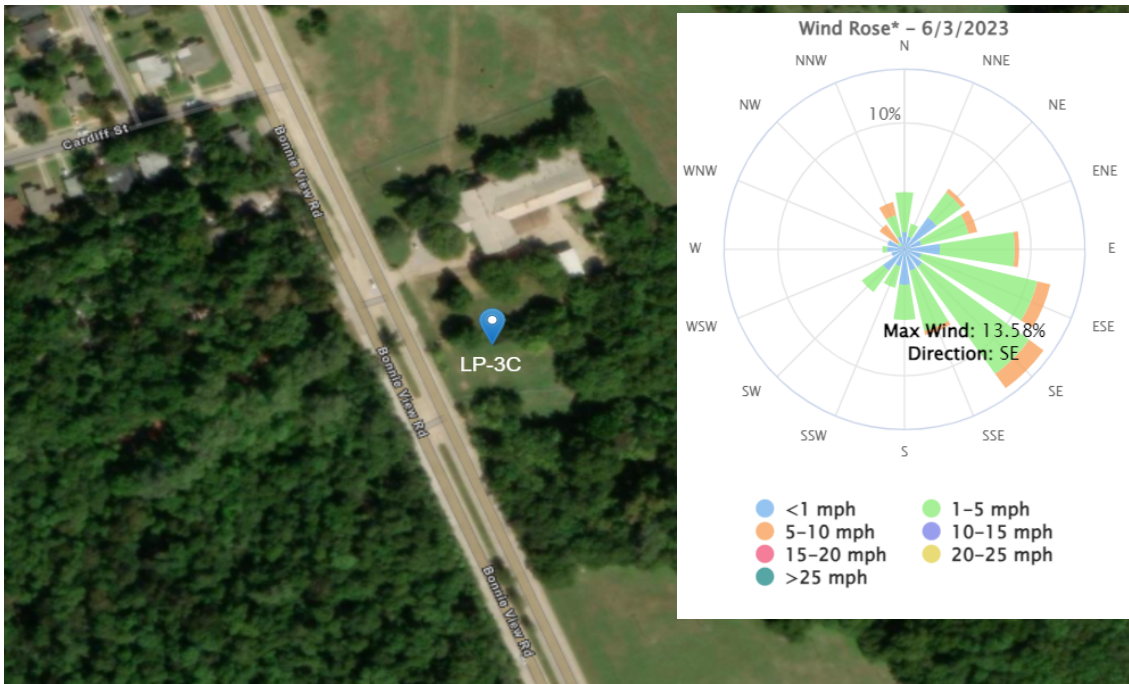 Wind Rose* – 6/3/2023
N
NNW
NNE
NW
NE
10%
WNW
ENE
W
E
WSW
ESE
Max Wind: 13.58%
Direction: SE
SW
SE
SSW
SSE
S
<1 mph
1–5 mph
5–10 mph
10–15 mph
15–20 mph
20–25 mph
>25 mph
Cardiff St
Bonnie View Rd
LP-3C
Bonnie View Rd
Bonnie View Rd